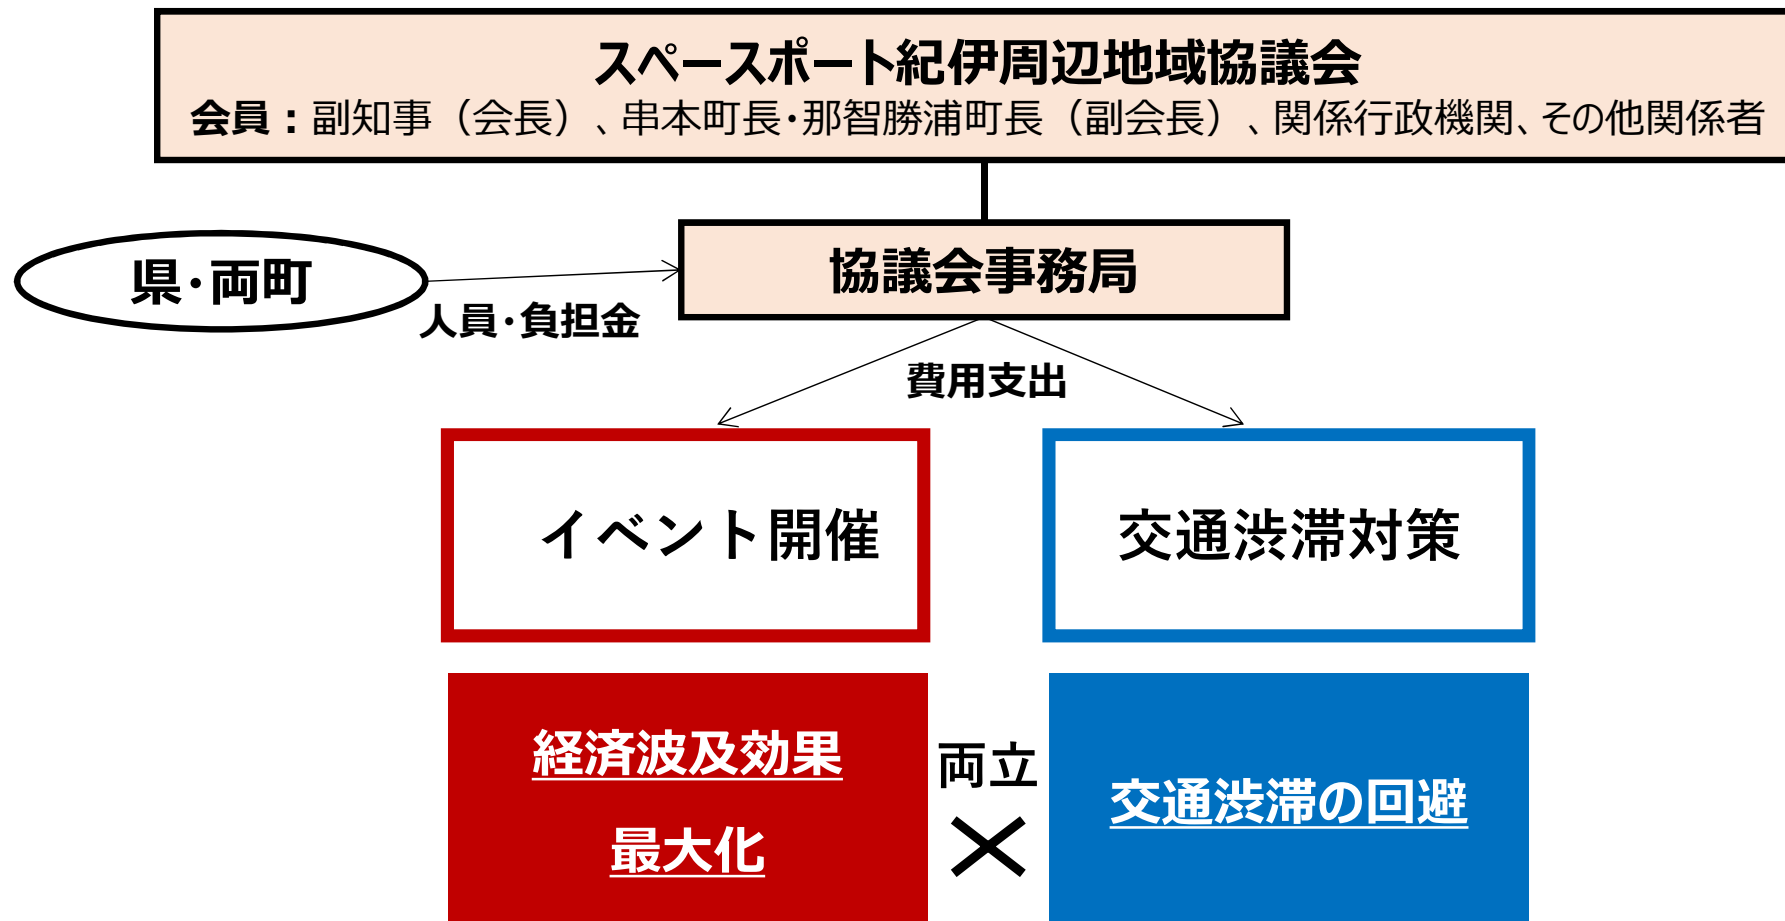 スペースポート紀伊周辺地域協議会
会員：副知事（会長）、串本町長・那智勝浦町長（副会長）、関係行政機関、その他関係者
県・両町
協議会事務局
人員・負担金
費用支出
イベント開催
交通渋滞対策
経済波及効果
最大化
両立
×
交通渋滞の回避